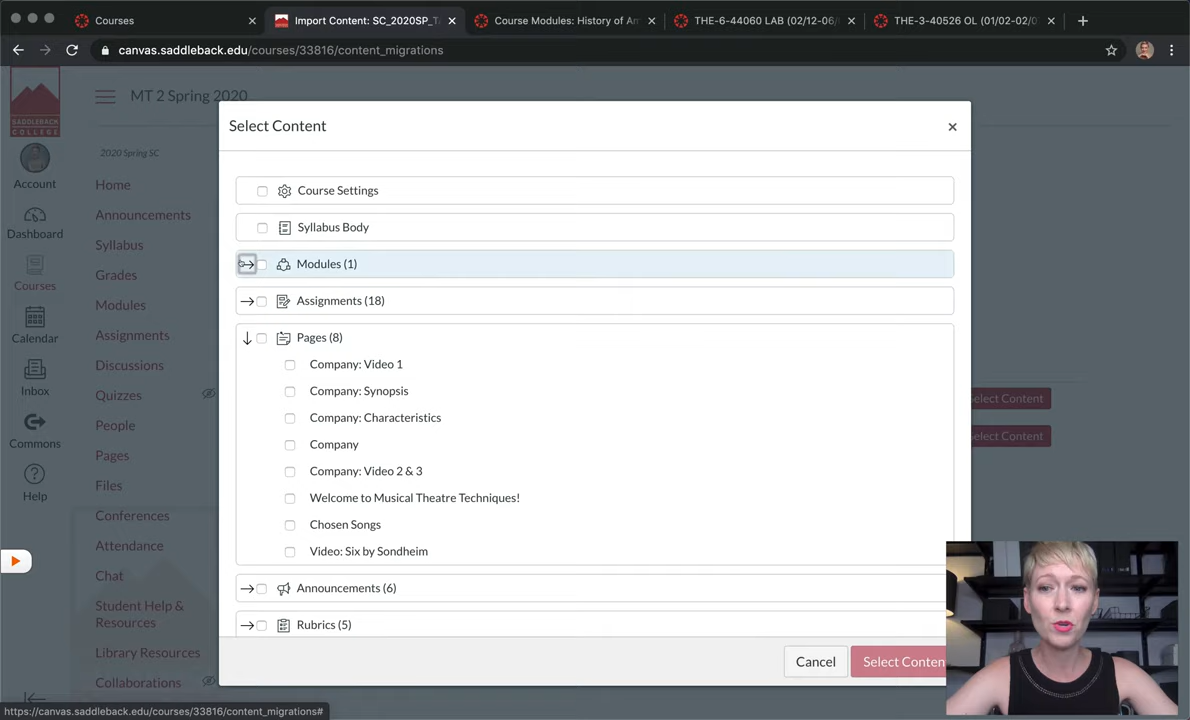 Courses
Import Content: SC_2020SP_T
Course Modules: History of Am
THE-6-44060 LAB (02/12-06/
THE-3-40526 OL (01/02-02/0
canvas.saddleback.edu/courses/33816/content_migrations
MT 2 Spring 2020
SADDLEBACK
COLLEGE
2020 Spring SC
Account
Dashboard
Courses
Calendar
Inbox
Commons
Help
Home
Announcements
Syllabus
Grades
Modules
Assignments
Discussions
Quizzes
People
Pages
Files
Conferences
Attendance
Chat
Student Help &
Resources
Library Resources
Collaborations
Select Content
Course Settings
Syllabus Body
Modules (1)
Assignments (18)
Pages (8)
Company: Video 1
Company: Synopsis
Company: Characteristics
Company
Company: Video 2 & 3
Welcome to Musical Theatre Techniques!
Chosen Songs
Video: Six by Sondheim
Announcements (6)
Rubrics (5)
Cancel
Select Conten
elect Content
elect Content
https://canvas.saddleback.edu/courses/33816/content_migrations#